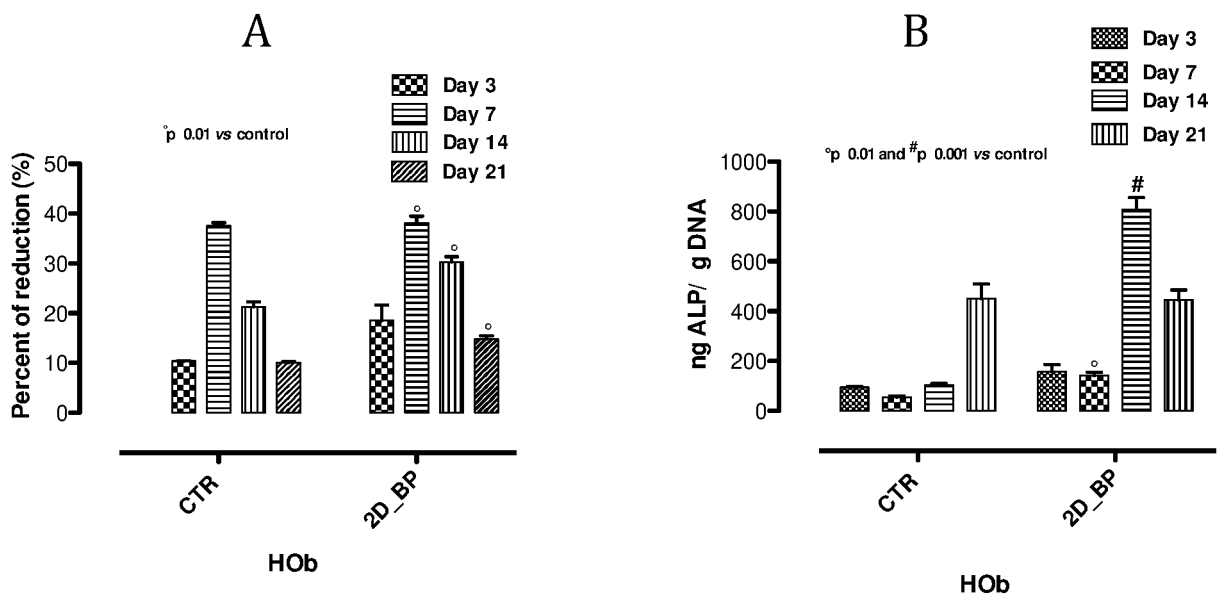 A
Day 3
Day 7
Day 14
Day 21
°p 0.01 vs control
Percent of reduction (%)
50
40
30
20
10
0
°
°
°
CTR
2D_BP
HOb
B
Day 3
Day 7
Day 14
Day 21
°p 0.01 and #p 0.001 vs control
ng ALP/ g DNA
1000
800
600
400
200
0
°
#
CTR
2D_BP
HOb